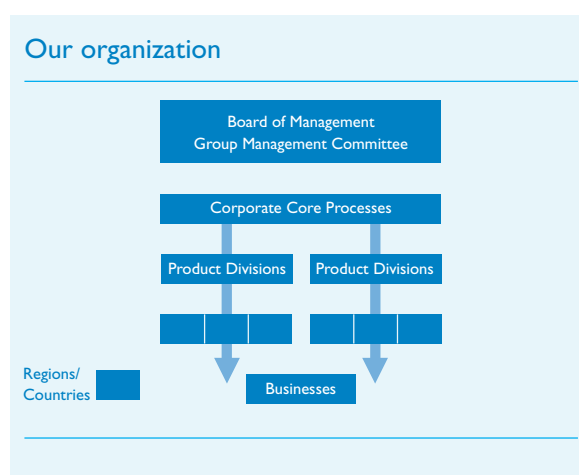 Our organization
Board of Management
Group Management Committee
Corporate Core Processes
Product Divisions
Product Divisions
Regions/
Countries
Businesses